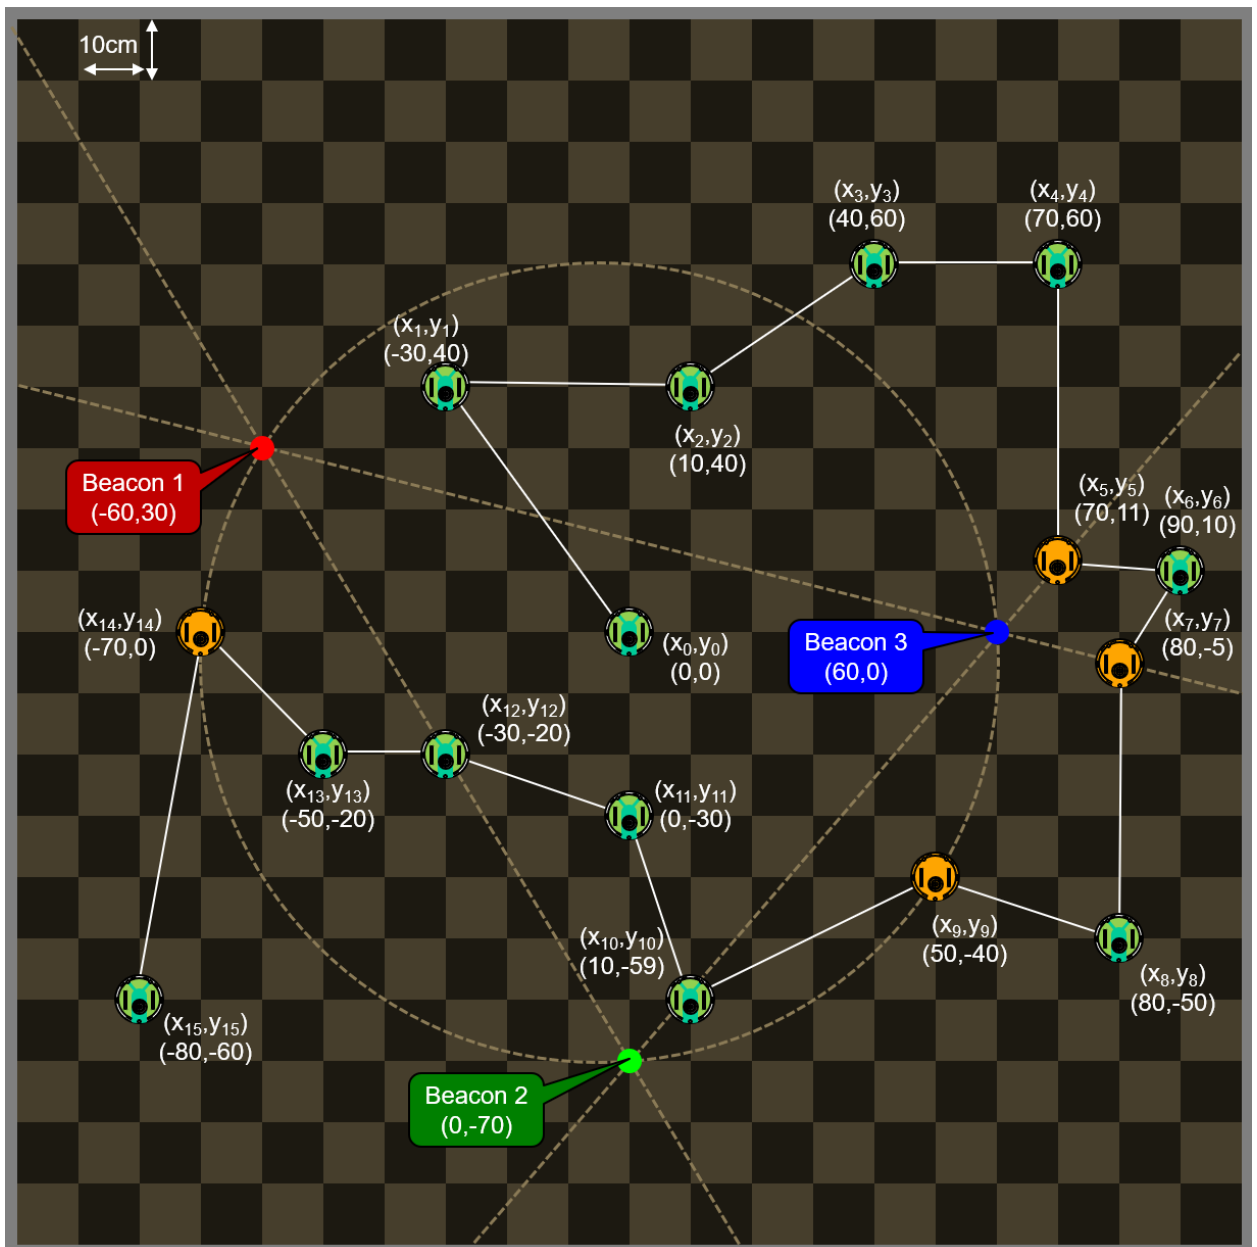 10cm
(x₃,y₃)
(40,60)
(x₄,y₄)
(70,60)
(x₁,y₁)
(-30,40)
(x₂,y₂)
(10,40)
Beacon 1
(-60,30)
(x₅,y₅)
(70,11)
(x₆,y₆)
(90,10)
(x₁₄,y₁₄)
(-70,0)
(x₀,y₀)
(0,0)
Beacon 3
(60,0)
(x₇,y₇)
(80,-5)
(x₁₂,y₁₂)
(-30,-20)
(x₁₃,y₁₃)
(-50,-20)
(x₁₁,y₁₁)
(0,-30)
(x₁₀,y₁₀)
(10,-59)
(x₉,y₉)
(50,-40)
(x₈,y₈)
(80,-50)
(x₁₅,y₁₅)
(-80,-60)
Beacon 2
(0,-70)